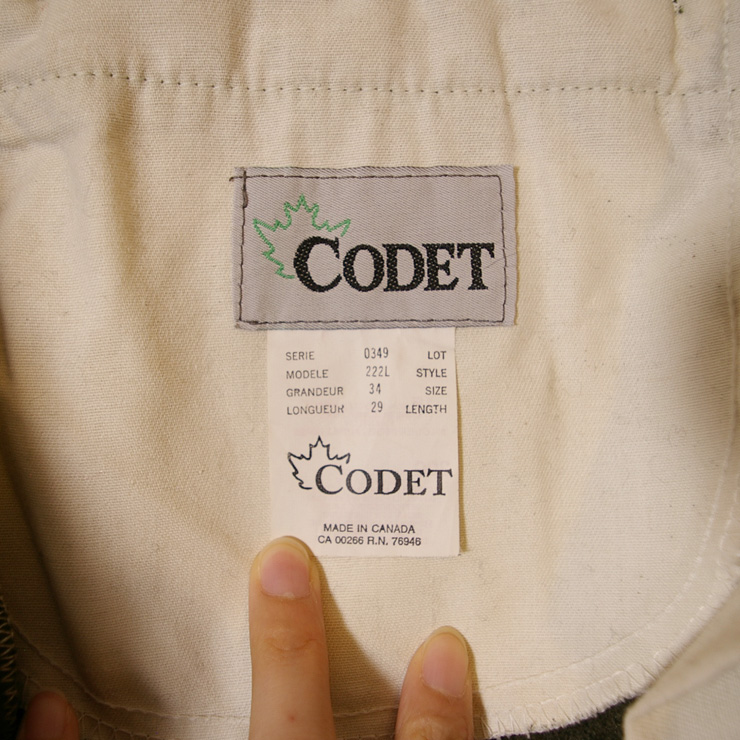 CODET
SERIE 0349 LOT
MODELE 222L STYLE
GRANDEUR 34 SIZE
LONGUEUR 29 LENGTH
CODET
MADE IN CANADA
CA 00266 R.N. 76946